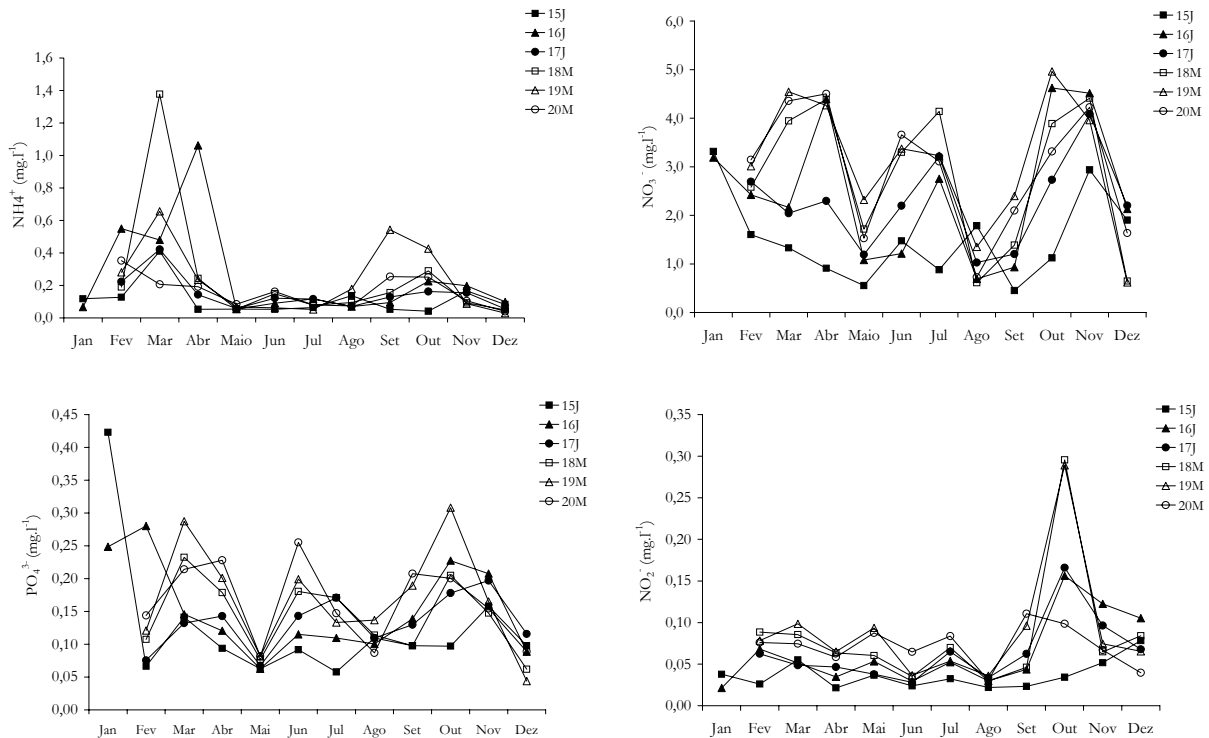 15J
16J
17J
18M
19M
20M
NH4⁺ (mg.l⁻¹)
1,6
1,4
1,2
1,0
0,8
0,6
0,4
0,2
0,0
Jan Fev Mar Abr Maio Jun Jul Ago Set Out Nov Dez
15J
16J
17J
18M
19M
20M
NO₃⁻ (mg.l⁻¹)
6,0
5,0
4,0
3,0
2,0
1,0
0,0
Jan Fev Mar Abr Maio Jun Jul Ago Set Out Nov Dez
15J
16J
17J
18M
19M
20M
PO₄³⁻ (mg.l⁻¹)
0,45
0,40
0,35
0,30
0,25
0,20
0,15
0,10
0,05
0,00
Jan Fev Mar Abr Mai Jun Jul Ago Set Out Nov Dez
15J
16J
17J
18M
19M
20M
NO₂⁻ (mg.l⁻¹)
0,35
0,30
0,25
0,20
0,15
0,10
0,05
0,00
Jan Fev Mar Abr Mai Jun Jul Ago Set Out Nov Dez